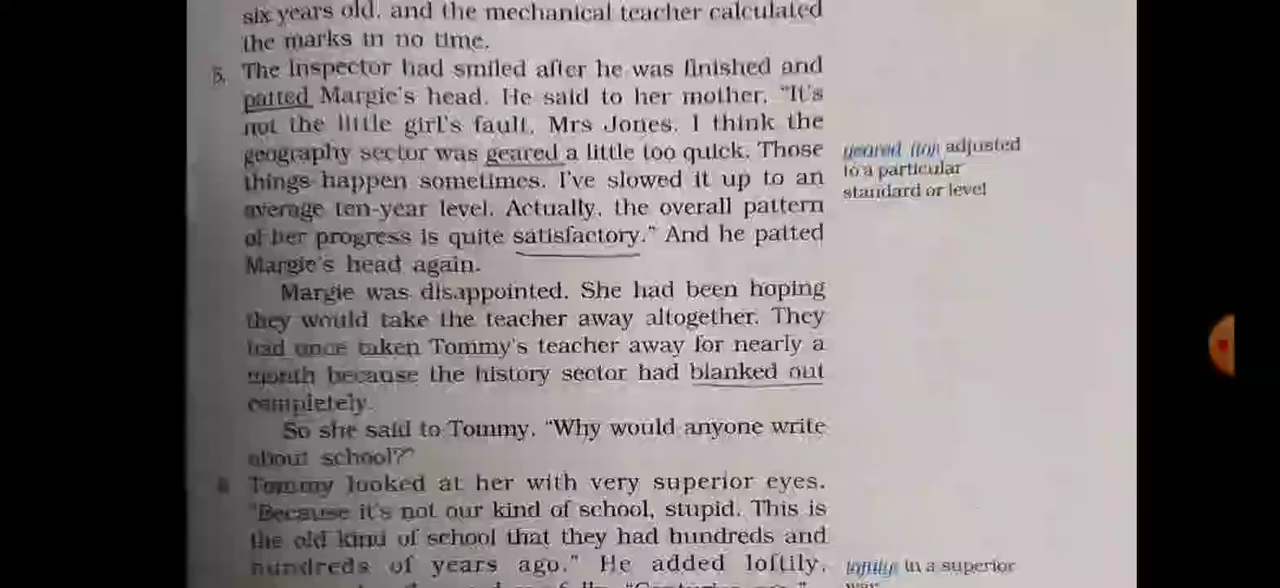 six years old, and the mechanical teacher calculated
the marks in no time.
5. The Inspector had smiled after he was finished and
patted Margie's head. He said to her mother, “It's
not the little girl's fault, Mrs Jones. I think the
geography sector was geared a little too quick. Those
things happen sometimes. I've slowed it up to an
average ten-year level. Actually, the overall pattern
of her progress is quite satisfactory.” And he patted
Margie's head again.
Margie was disappointed. She had been hoping
they would take the teacher away altogether. They
had once taken Tommy's teacher away for nearly a
month because the history sector had blanked out
completely.
So she said to Tommy, “Why would anyone write
about school?”
6. Tommy looked at her with very superior eyes.
“Because it's not our kind of school, stupid. This is
the old kind of school that they had hundreds and
hundreds of years ago.” He added loftily,
geared (to) adjusted
to a particular
standard or level
loftily in a superior
way